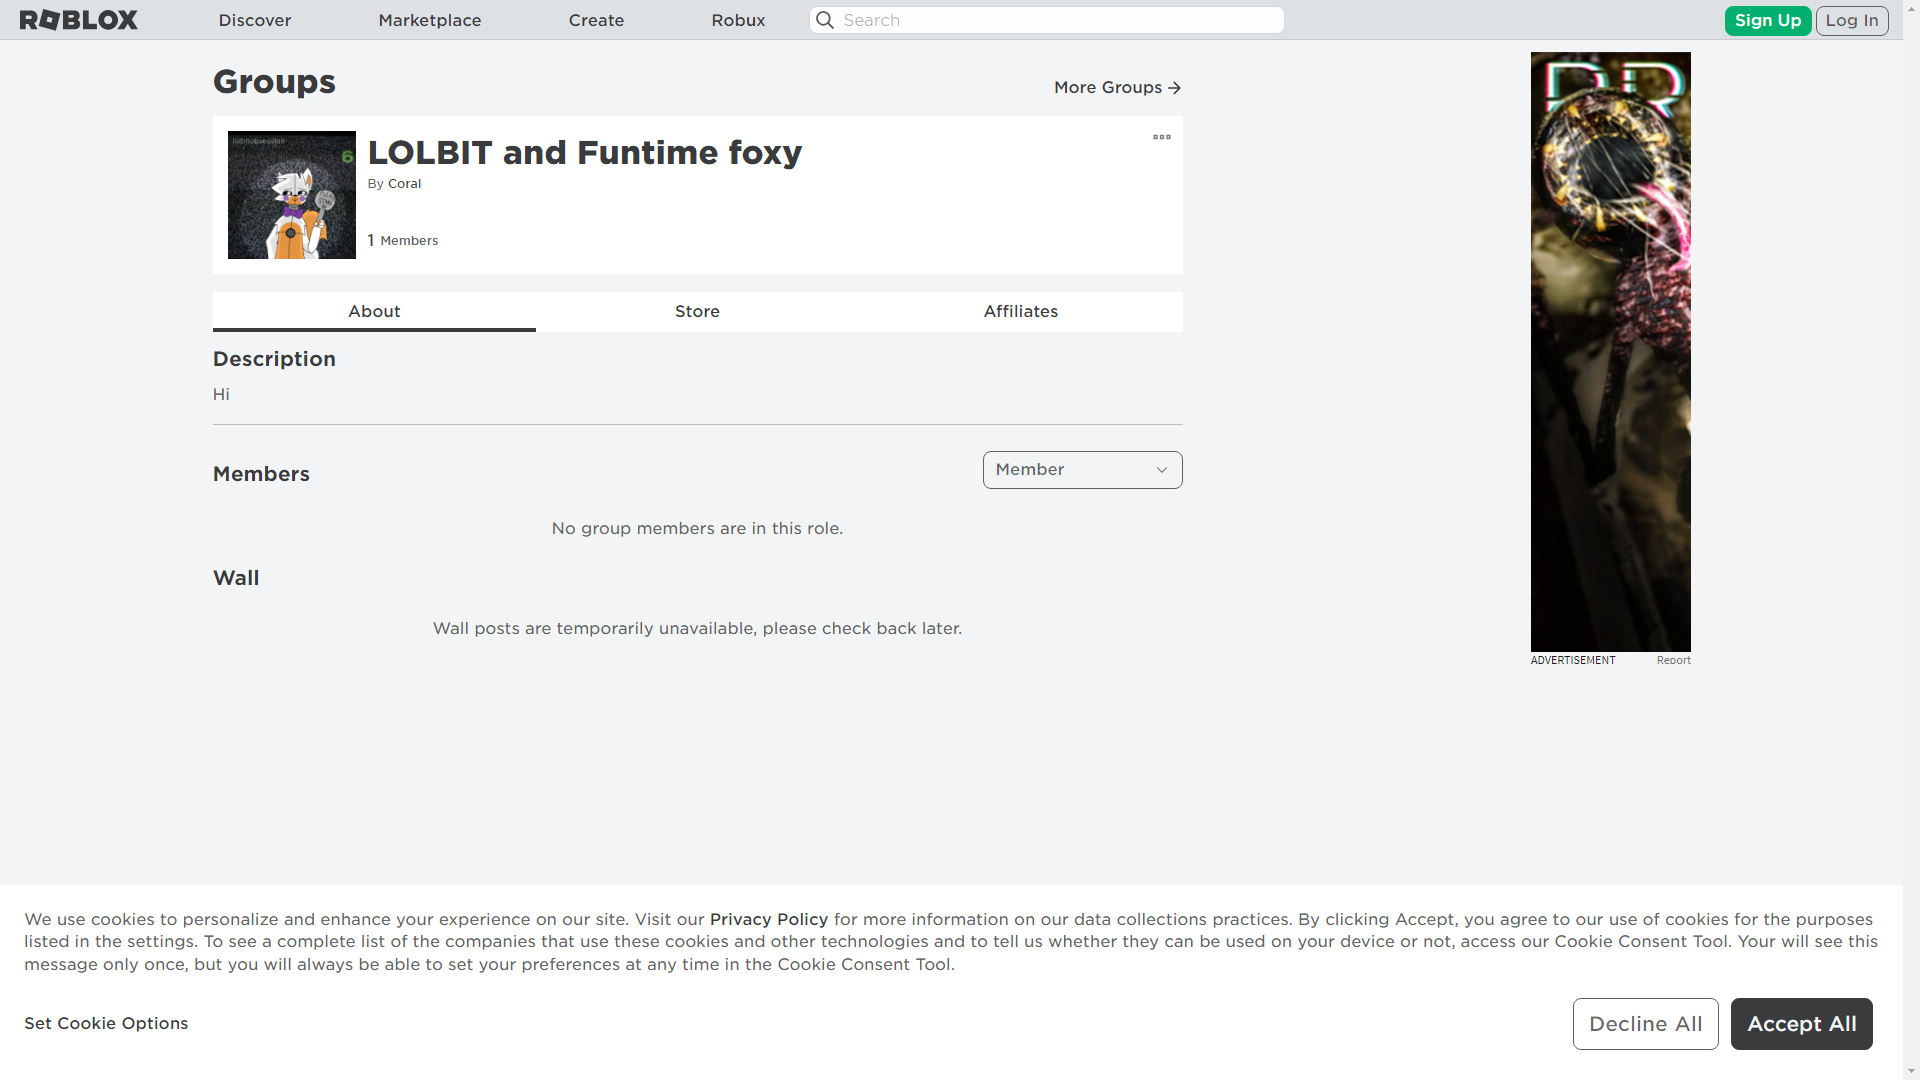 ROBLOX
Discover
Marketplace
Create
Robux
Search
Sign Up
Log In
Groups
More Groups
LOLBIT and Funtime foxy
By Coral
1 Members
lolbitobsession
6
About
Store
Affiliates
Description
Hi
Members
Member
No group members are in this role.
Wall
Wall posts are temporarily unavailable, please check back later.
ADVERTISEMENT
Report
We use cookies to personalize and enhance your experience on our site. Visit our Privacy Policy for more information on our data collections practices. By clicking Accept, you agree to our use of cookies for the purposes
listed in the settings. To see a complete list of the companies that use these cookies and other technologies and to tell us whether they can be used on your device or not, access our Cookie Consent Tool. Your will see this
message only once, but you will always be able to set your preferences at any time in the Cookie Consent Tool.
Set Cookie Options
Decline All
Accept All